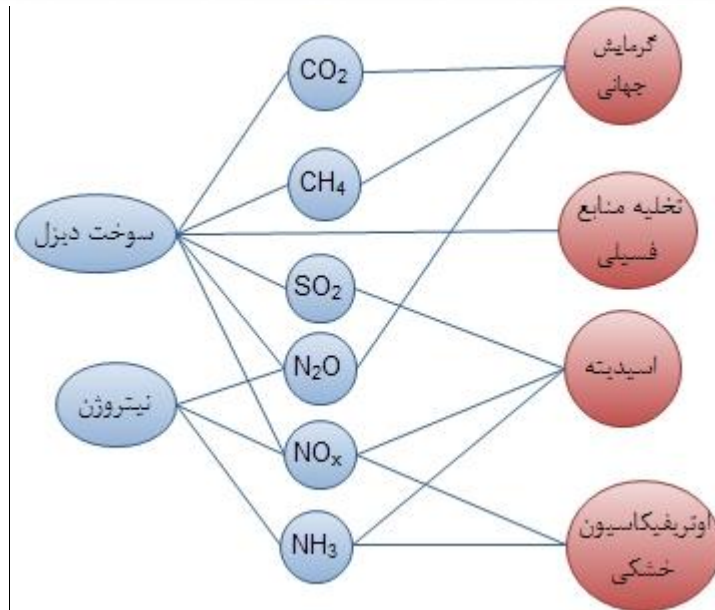 CO₂
گرمایش
جهانی
CH₄
سوخت دیزل
تخلیه منابع
فسیلی
SO₂
N₂O
اسیدیته
نیتروژن
NOₓ
NH₃
اوتریفیکاسیون
خشکی